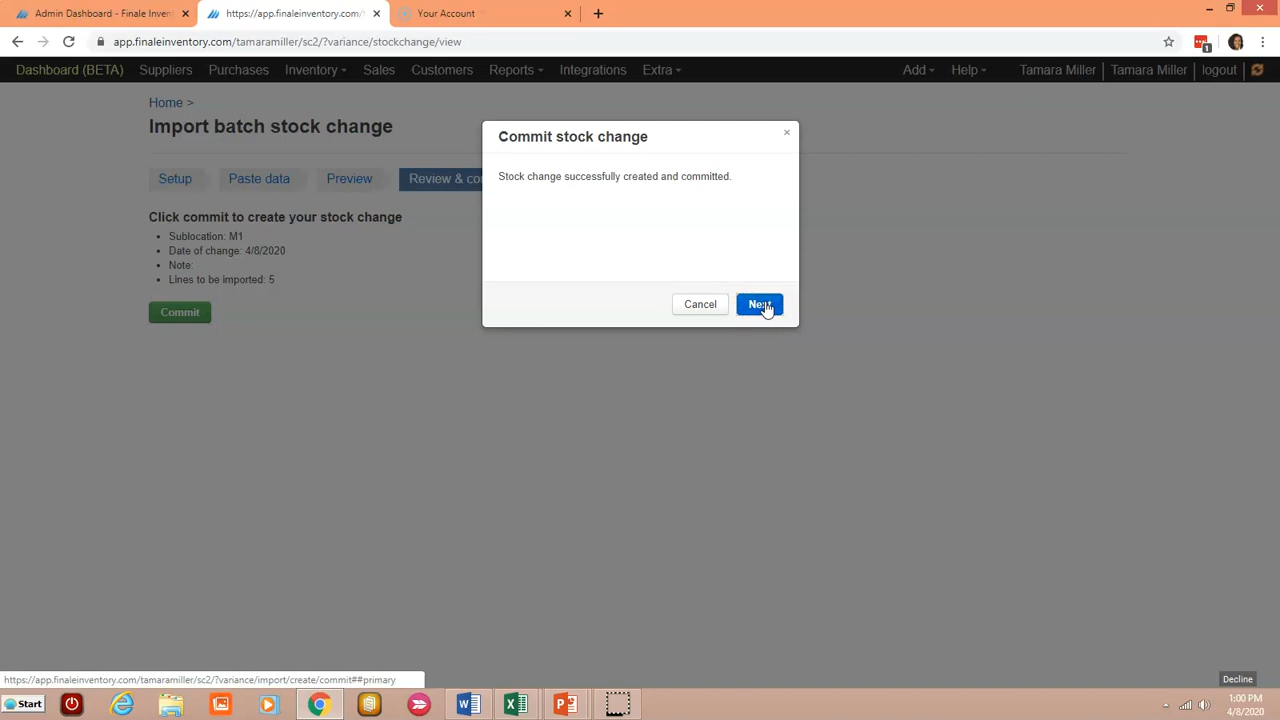 Admin Dashboard - Finale Inven
https://app.finaleinventory.com/
Your Account
app.finaleinventory.com/tamaramiller/sc2/?variance/stockchange/view
1
Dashboard (BETA) Suppliers Purchases Inventory Sales Customers Reports Integrations Extra Add Help Tamara Miller Tamara Miller logout
Home >
Import batch stock change
Setup Paste data Preview Review & co
Click commit to create your stock change
• Sublocation: M1
• Date of change: 4/8/2020
• Note:
• Lines to be imported: 5
Commit
Commit stock change
Stock change successfully created and committed.
Cancel Next
https://app.finaleinventory.com/tamaramiller/sc2/?variance/import/create/commit##primary
Decline
Start
1:00 PM
4/8/2020